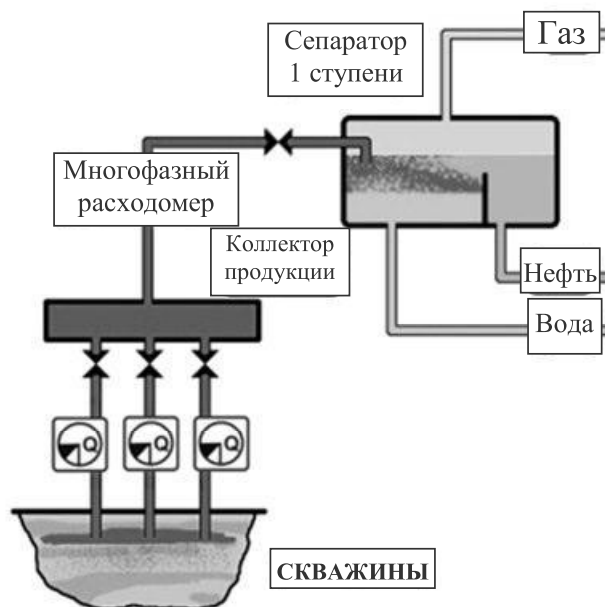 Сепаратор
1 ступени
Газ
Многофазный
расходомер
Коллектор
продукции
Нефть
Вода
Q
Q
Q
СКВАЖИНЫ